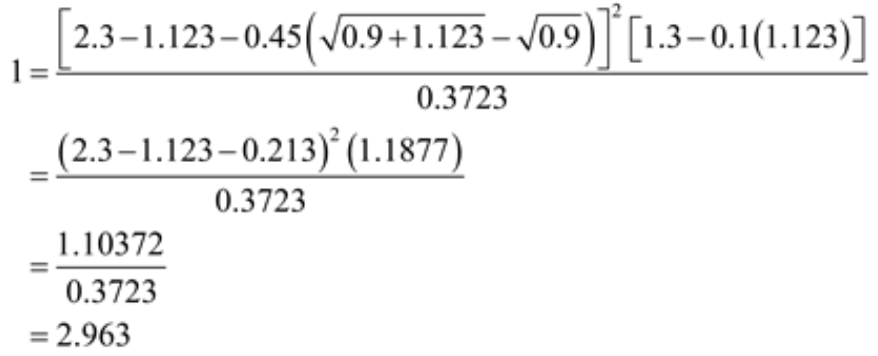 1 = [2.3 − 1.123 − 0.45(√(0.9 + 1.123) − √0.9)]² [1.3 − 0.1(1.123)] / 0.3723
= (2.3 − 1.123 − 0.213)² (1.1877) / 0.3723
= 1.10372 / 0.3723
= 2.963